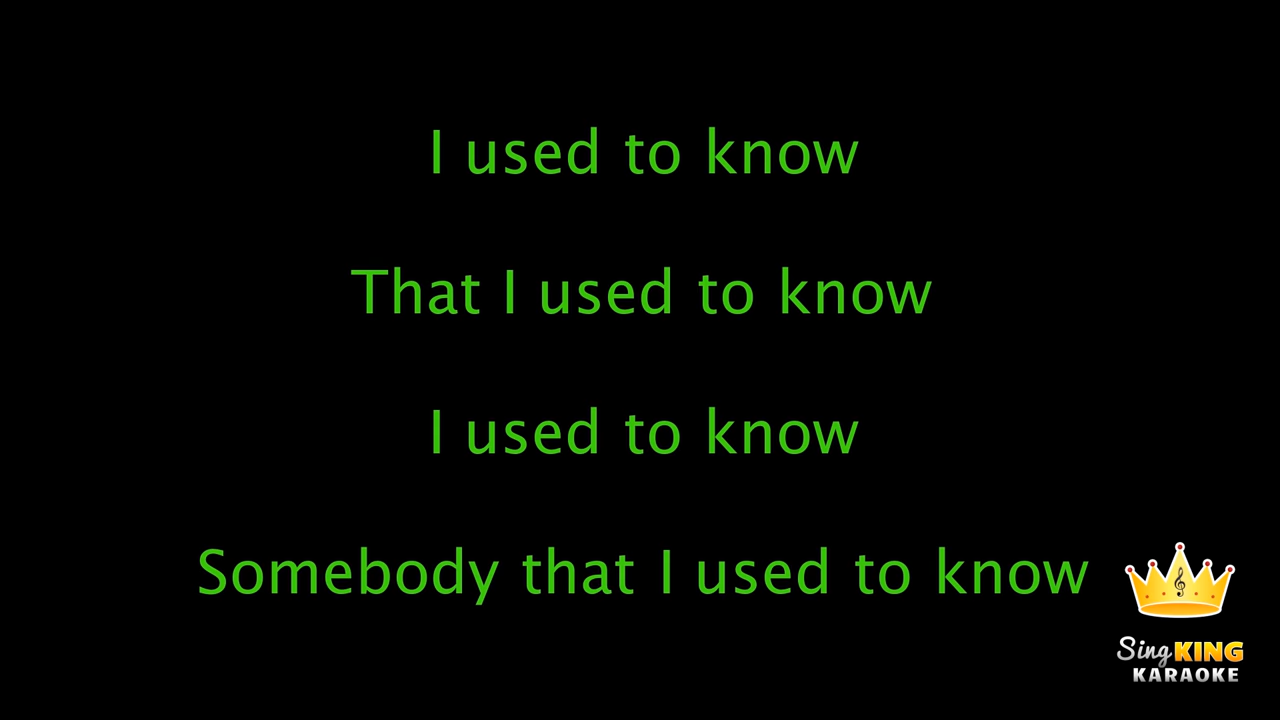 I used to know
That I used to know
I used to know
Somebody that I used to know
Sing KING
KARAOKE